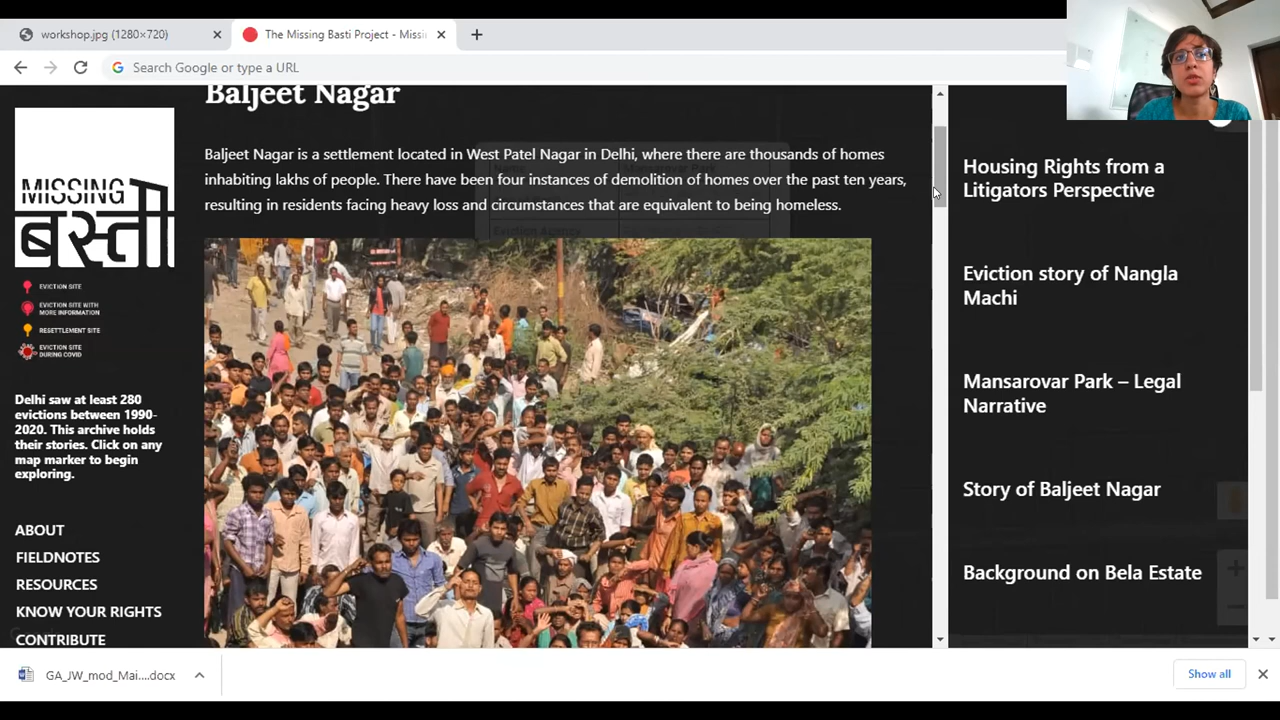 workshop.jpg (1280×720)
The Missing Basti Project - Missi
Search Google or type a URL
Baljeet Nagar
Baljeet Nagar is a settlement located in West Patel Nagar in Delhi, where there are thousands of homes
inhabiting lakhs of people. There have been four instances of demolition of homes over the past ten years,
resulting in residents facing heavy loss and circumstances that are equivalent to being homeless.
Eviction Agency
MISSING
बस्ती
EVICTION SITE
EVICTION SITE WITH
MORE INFORMATION
RESETTLEMENT SITE
EVICTION SITE
DURING COVID
Delhi saw at least 280
evictions between 1990-
2020. This archive holds
their stories. Click on any
map marker to begin
exploring.
ABOUT
FIELDNOTES
RESOURCES
KNOW YOUR RIGHTS
CONTRIBUTE
Housing Rights from a
Litigators Perspective
Eviction story of Nangla
Machi
Mansarovar Park – Legal
Narrative
Story of Baljeet Nagar
Background on Bela Estate
GA_JW_mod_Mai....docx
Show all